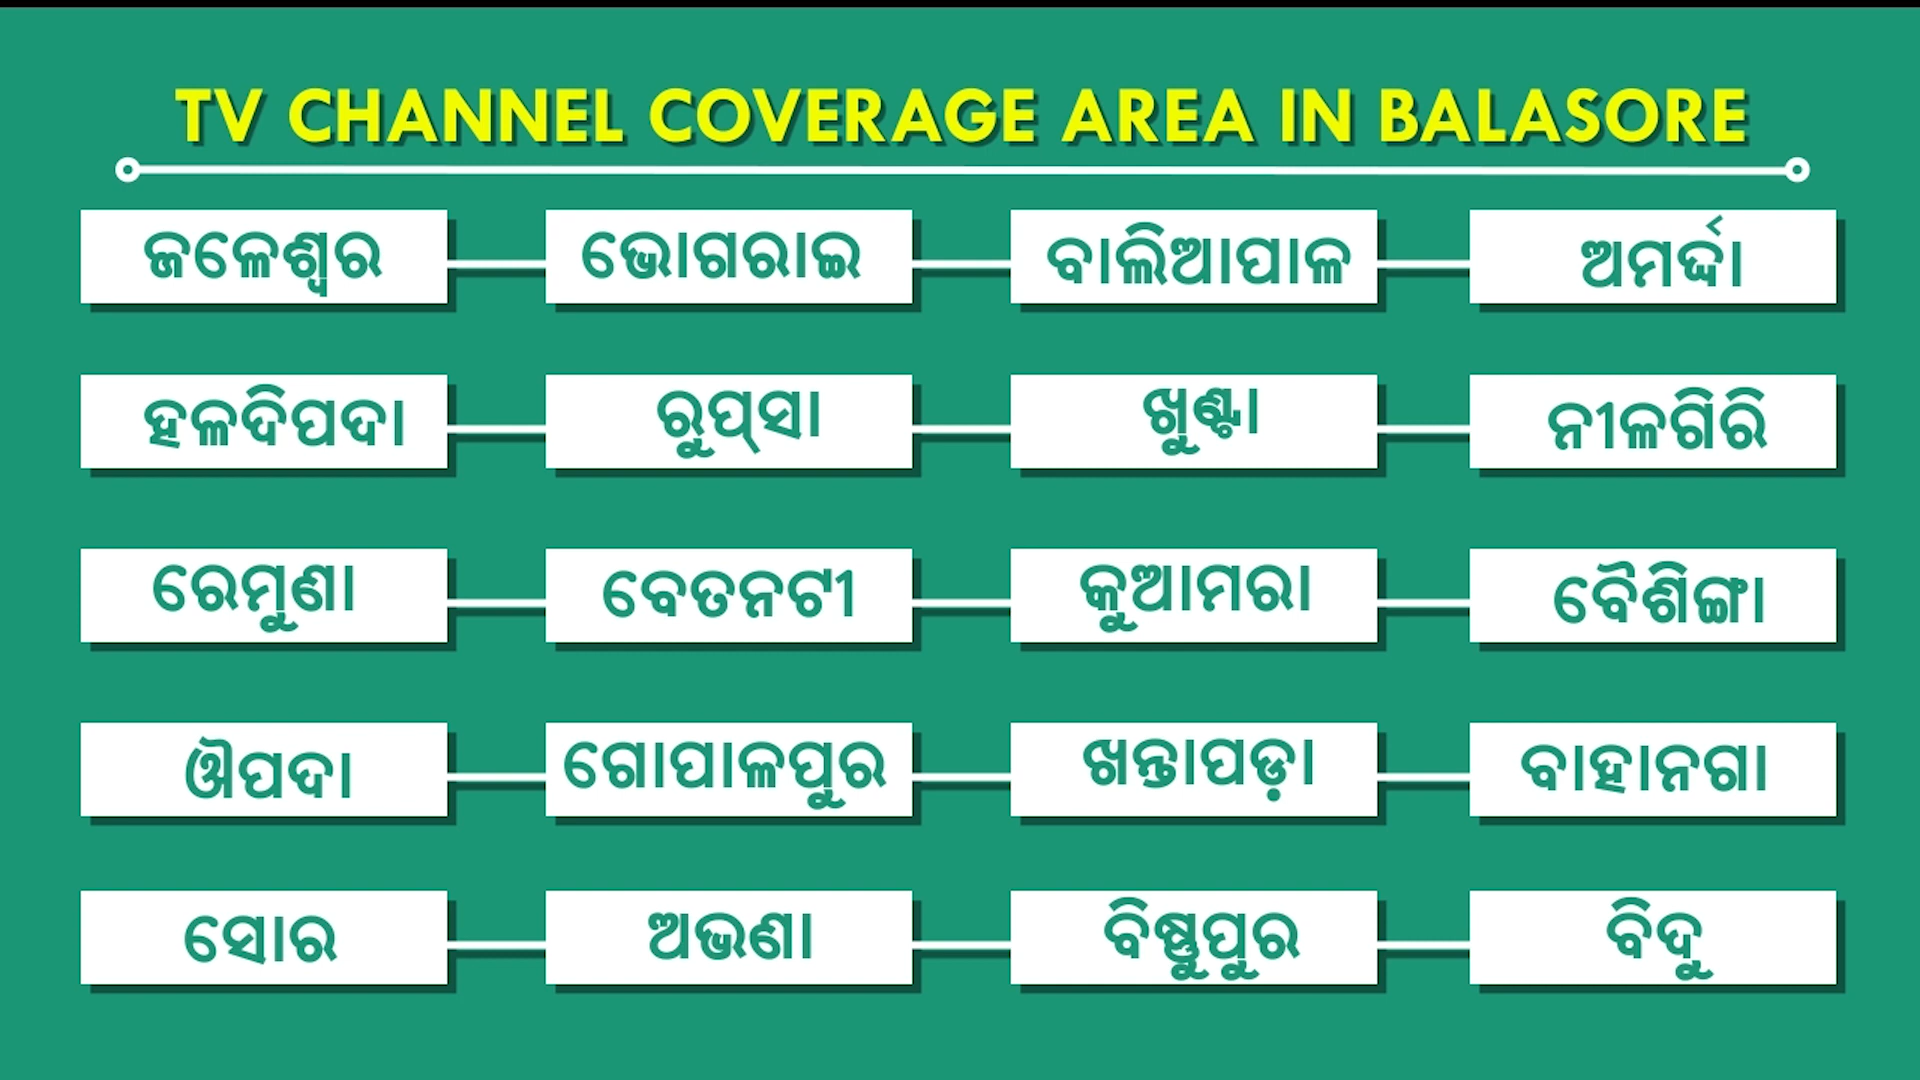 TV CHANNEL COVERAGE AREA IN BALASORE
ଜଳେଶ୍ୱର ଭୋଗରାଇ ବାଲିଆପାଳ ଅମର୍ଦ୍ଦା
ହଳଦିପଦା ରୁପ୍‌ସା ଖୁଣ୍ଟା ନୀଳଗିରି
ରେମୁଣା ବେତନଟୀ କୁଆମରା ବୈଶିଙ୍ଗା
ଔପଦା ଗୋପାଳପୁର ଖନ୍ତାପଡ଼ା ବାହାନଗା
ସୋର ଅଭଣା ବିଷ୍ଣୁପୁର ବିଦୁ